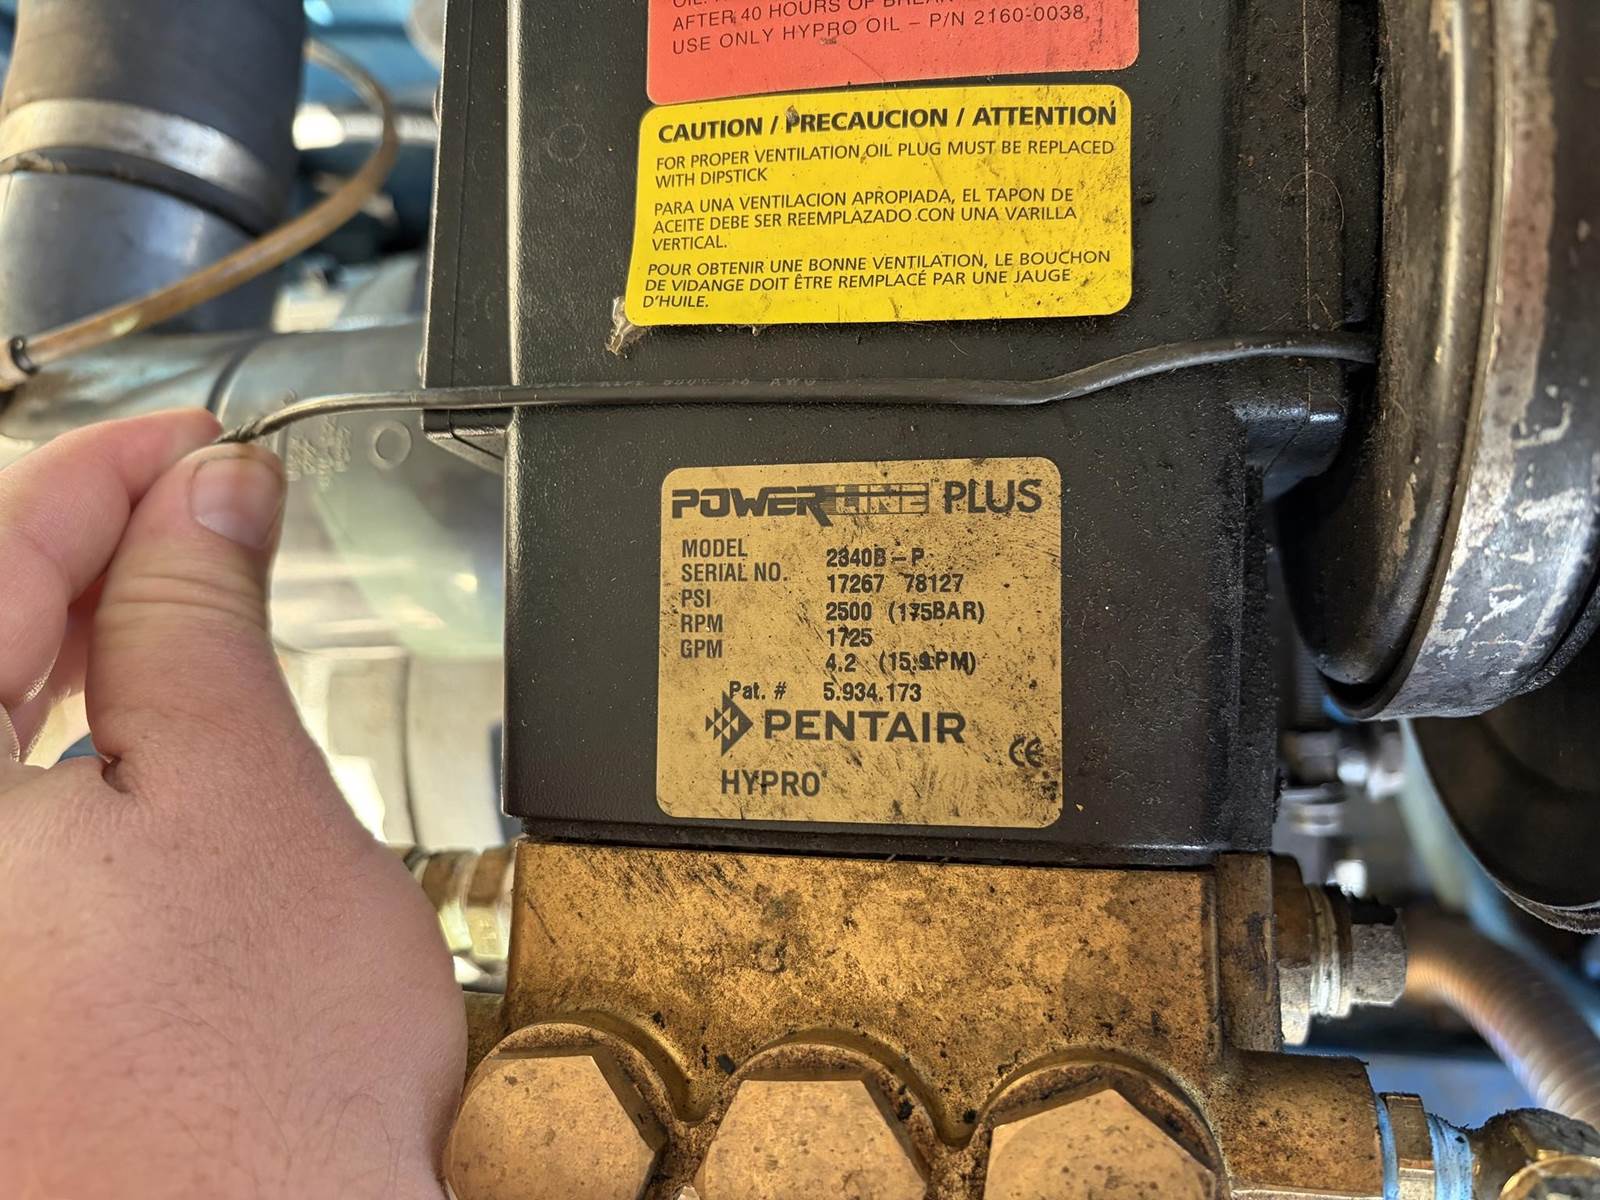 AFTER 40 HOURS OF BREAK
USE ONLY HYPRO OIL – P/N 2160-0038
CAUTION / PRECAUCION / ATTENTION
FOR PROPER VENTILATION OIL PLUG MUST BE REPLACED
WITH DIPSTICK
PARA UNA VENTILACION APROPIADA, EL TAPON DE
ACEITE DEBE SER REEMPLAZADO CON UNA VARILLA
VERTICAL.
POUR OBTENIR UNE BONNE VENTILATION, LE BOUCHON
DE VIDANGE DOIT ÊTRE REMPLACÉ PAR UNE JAUGE
D'HUILE.
AWG
POWERLINE PLUS
MODEL 2340B – P
SERIAL NO. 17267 78127
PSI 2500 (175BAR)
RPM 1725
GPM 4.2 (15.9LPM)
Pat. # 5.934.173
PENTAIR
CE
HYPRO